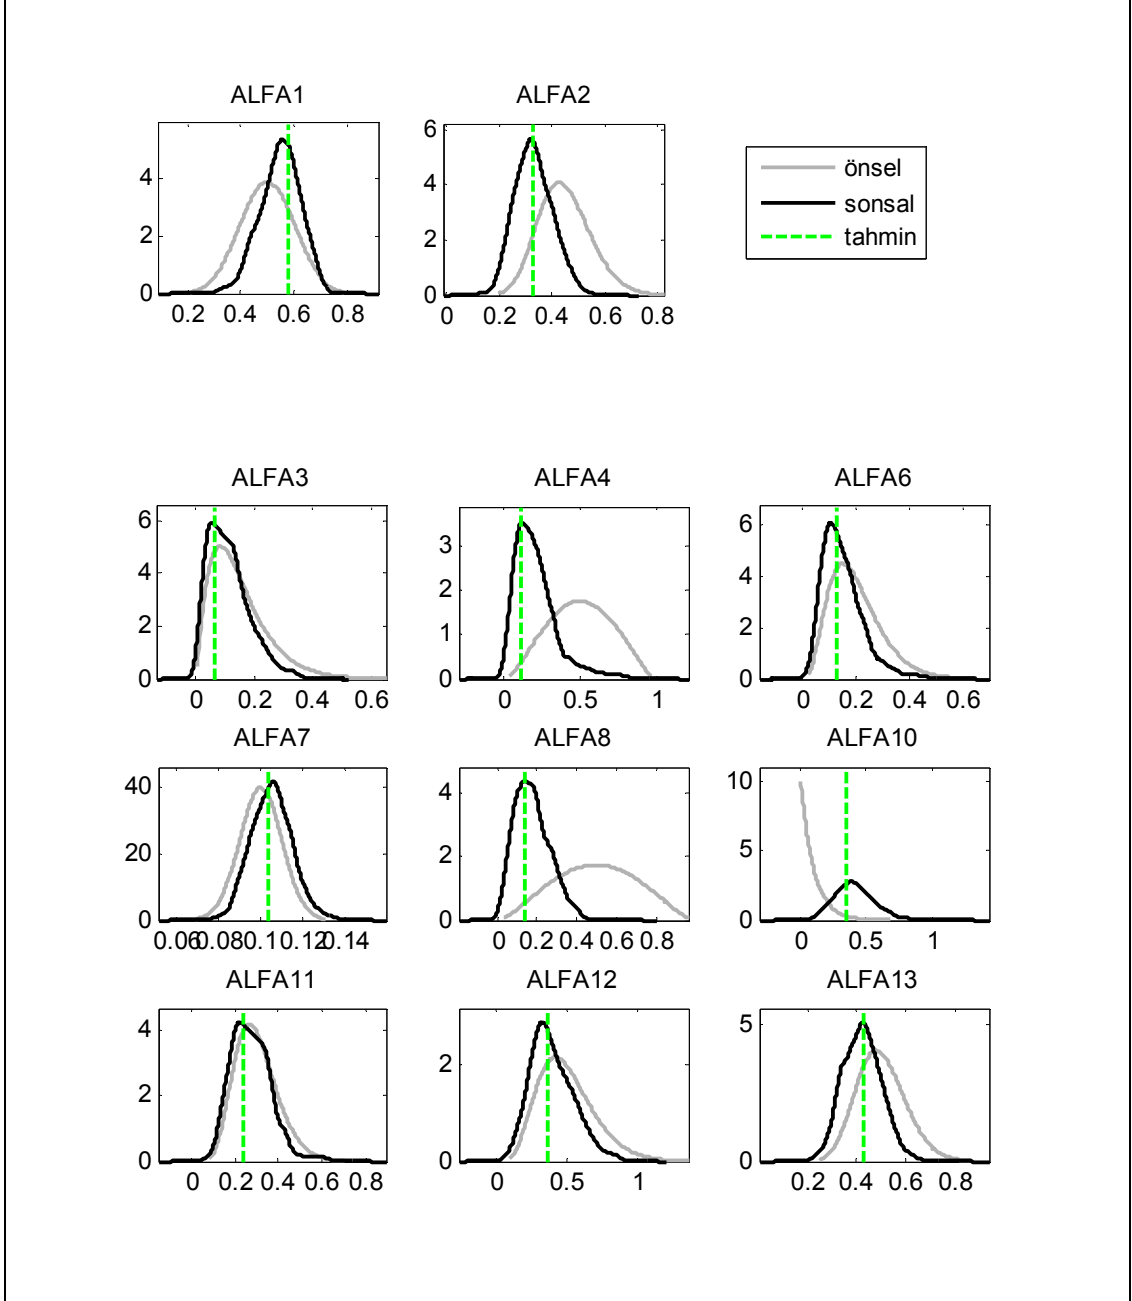 ALFA1 ALFA2
6
4 4
2 2
0 0
0.2 0.4 0.6 0.8 0 0.2 0.4 0.6 0.8
önsel
sonsal
tahmin
ALFA3 ALFA4 ALFA6
6 3 6
4 2 4
2 1 2
0 0 0
0 0.2 0.4 0.6 0 0.5 1 0 0.2 0.4 0.6
ALFA7 ALFA8 ALFA10
40 4 10
20 2 5
0 0 0
0.06 0.08 0.1 0.12 0.14 0 0.2 0.4 0.6 0.8 0 0.5 1
ALFA11 ALFA12 ALFA13
4 5
2 2
0 0 0
0 0.2 0.4 0.6 0.8 0 0.5 1 0.2 0.4 0.6 0.8